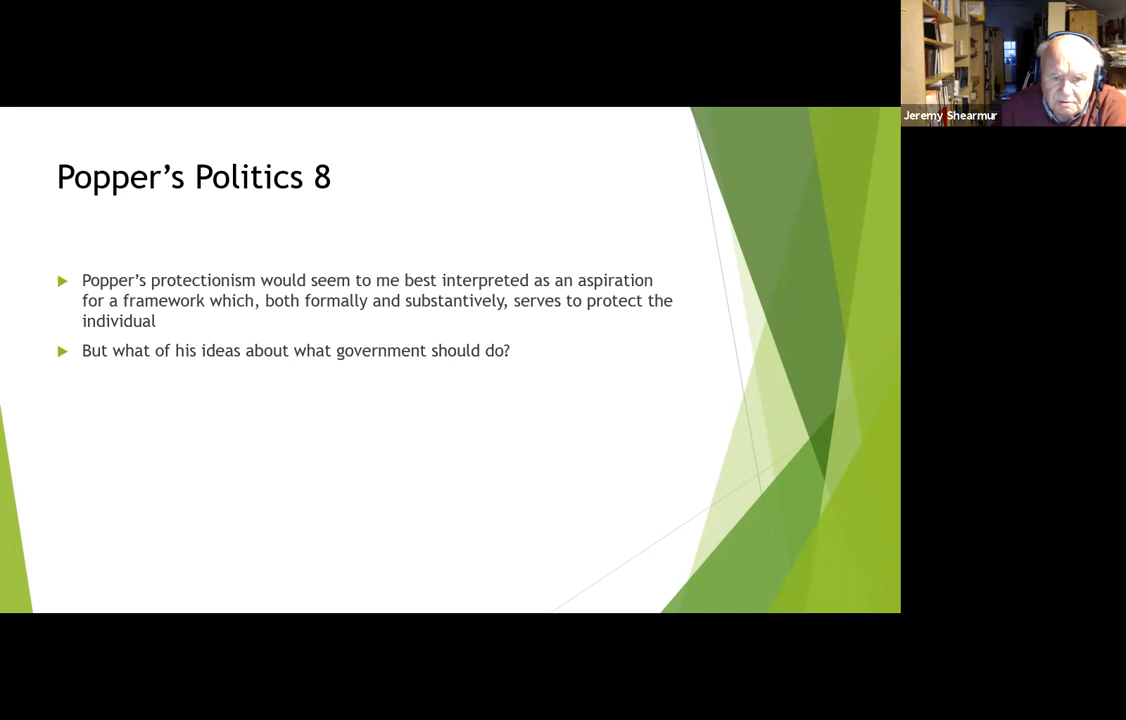 Popper’s Politics 8
Popper’s protectionism would seem to me best interpreted as an aspiration
for a framework which, both formally and substantively, serves to protect the
individual
But what of his ideas about what government should do?
Jeremy Shearmur